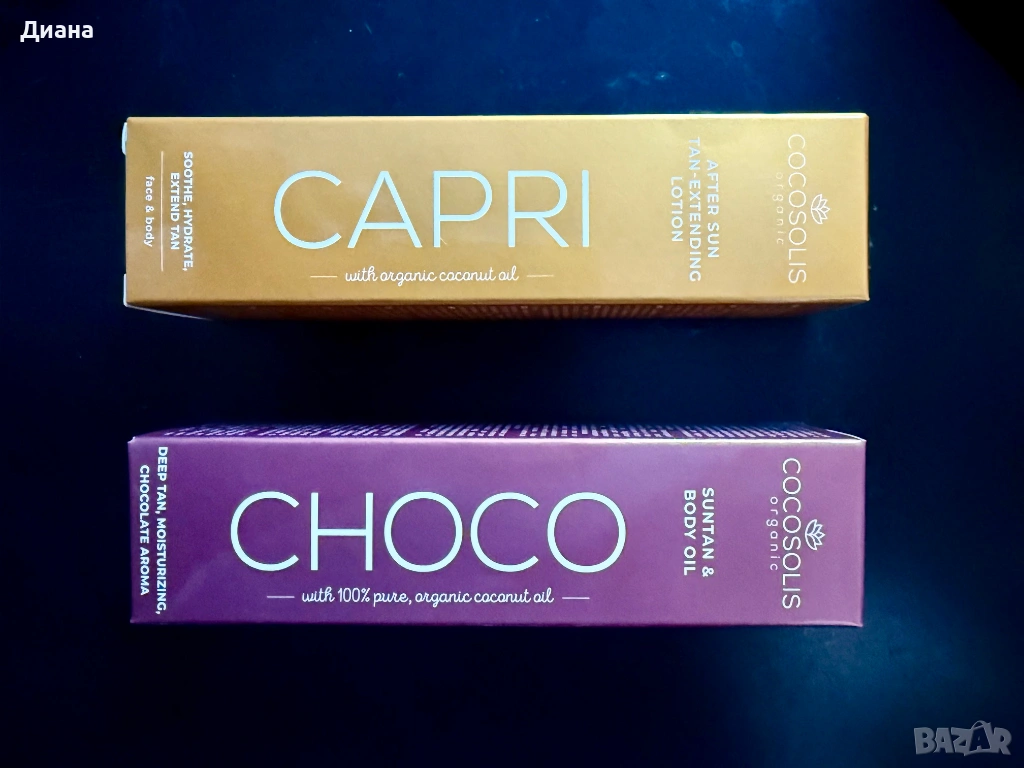 Диана
COCOSOLIS
organic
AFTER SUN
TAN-EXTENDING
LOTION
CAPRI
with organic coconut oil
SOOTHE, HYDRATE,
EXTEND TAN
face & body
COCOSOLIS
organic
SUNTAN &
BODY OIL
CHOCO
with 100% pure, organic coconut oil
DEEP TAN, MOISTURIZING,
CHOCOLATE AROMA
BAZAR